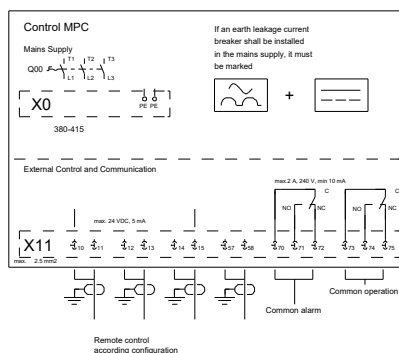 Control MPC
Mains Supply
T1 T2 T3
Q00
L1 L2 L3
X0
PE PE
380-415
If an earth leakage current
breaker shall be installed
in the mains supply, it must
be marked
+
External Control and Communication
max.2 A, 240 V, min 10 mA
C C
NO NC NO NC
max. 24 VDC, 5 mA
X11
10 11 12 13 14 15 57 58 70 71 72 73 74 75
max. 2.5 mm2
Common operation
Common alarm
Remote control
according configuration